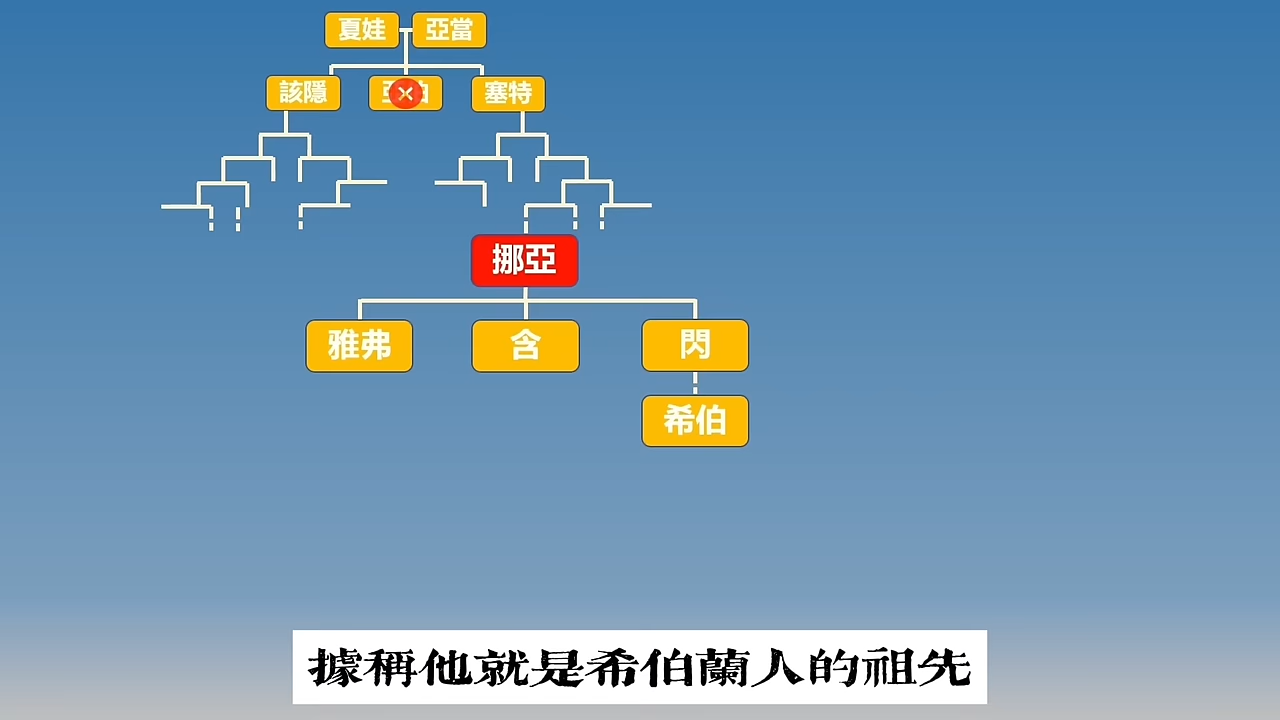 夏娃 亞當
該隱 塞特
挪亞
雅弗 含 閃
希伯
據稱他就是希伯蘭人的祖先